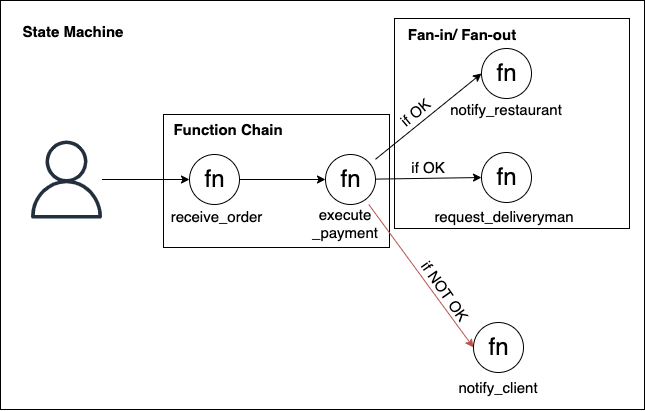 State Machine
Fan-in/ Fan-out
fn
notify_restaurant
if OK
Function Chain
fn
receive_order
fn
execute
_payment
if OK
fn
request_deliveryman
if NOT OK
fn
notify_client